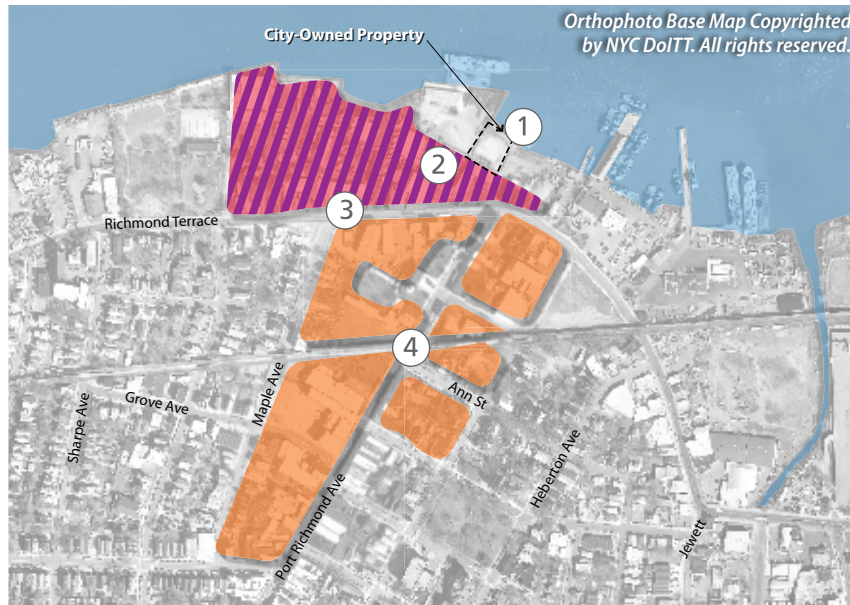 Orthophoto Base Map Copyrighted
by NYC DoITT. All rights reserved.
City-Owned Property
1
2
3
Richmond Terrace
4
Maple Ave
Ann St
Grove Ave
Sharpe Ave
Heberton Ave
Port Richmond Ave
Jewett